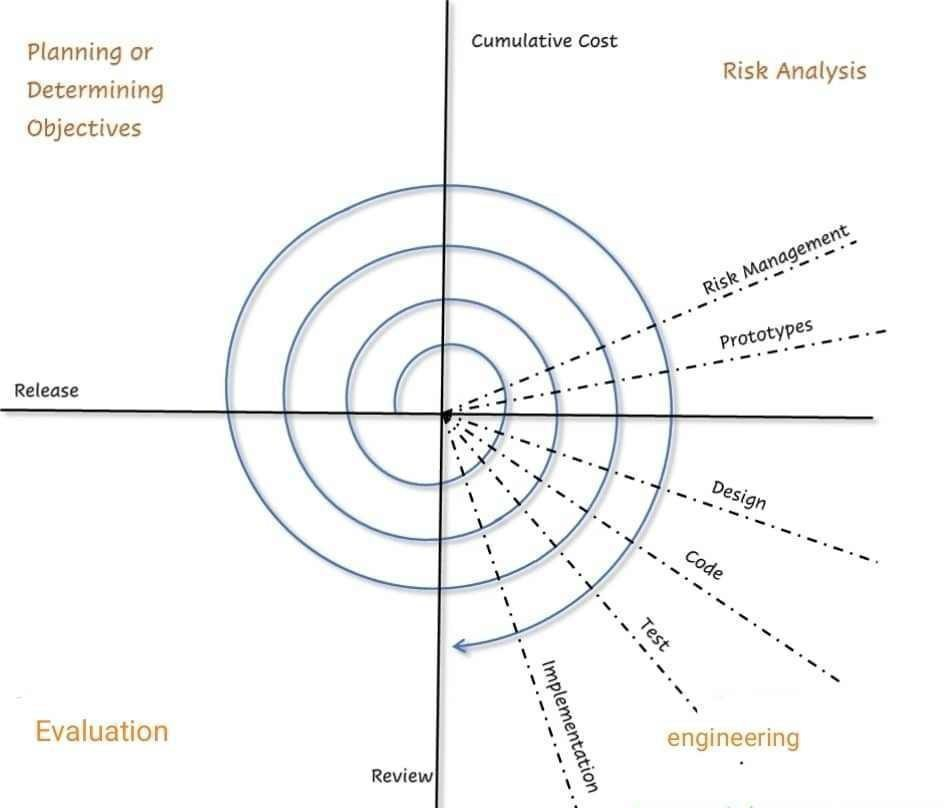 Planning or
Determining
Objectives
Cumulative Cost
Risk Analysis
Risk Management
Prototypes
Release
Design
Code
Test
Implementation
Evaluation
engineering
Review